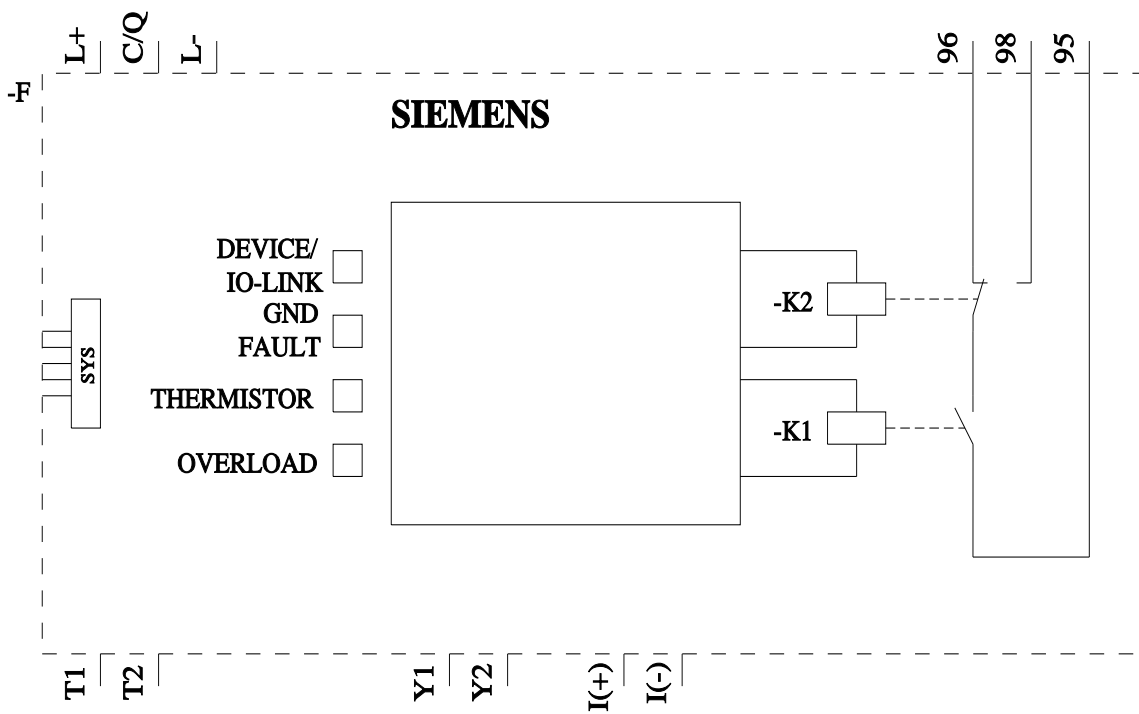 L+
C/Q
L-
96
98
95
-F
SIEMENS
DEVICE/
IO-LINK
GND
FAULT
THERMISTOR
OVERLOAD
SYS
-K2
-K1
T1
T2
Y1
Y2
I(+)
I(-)